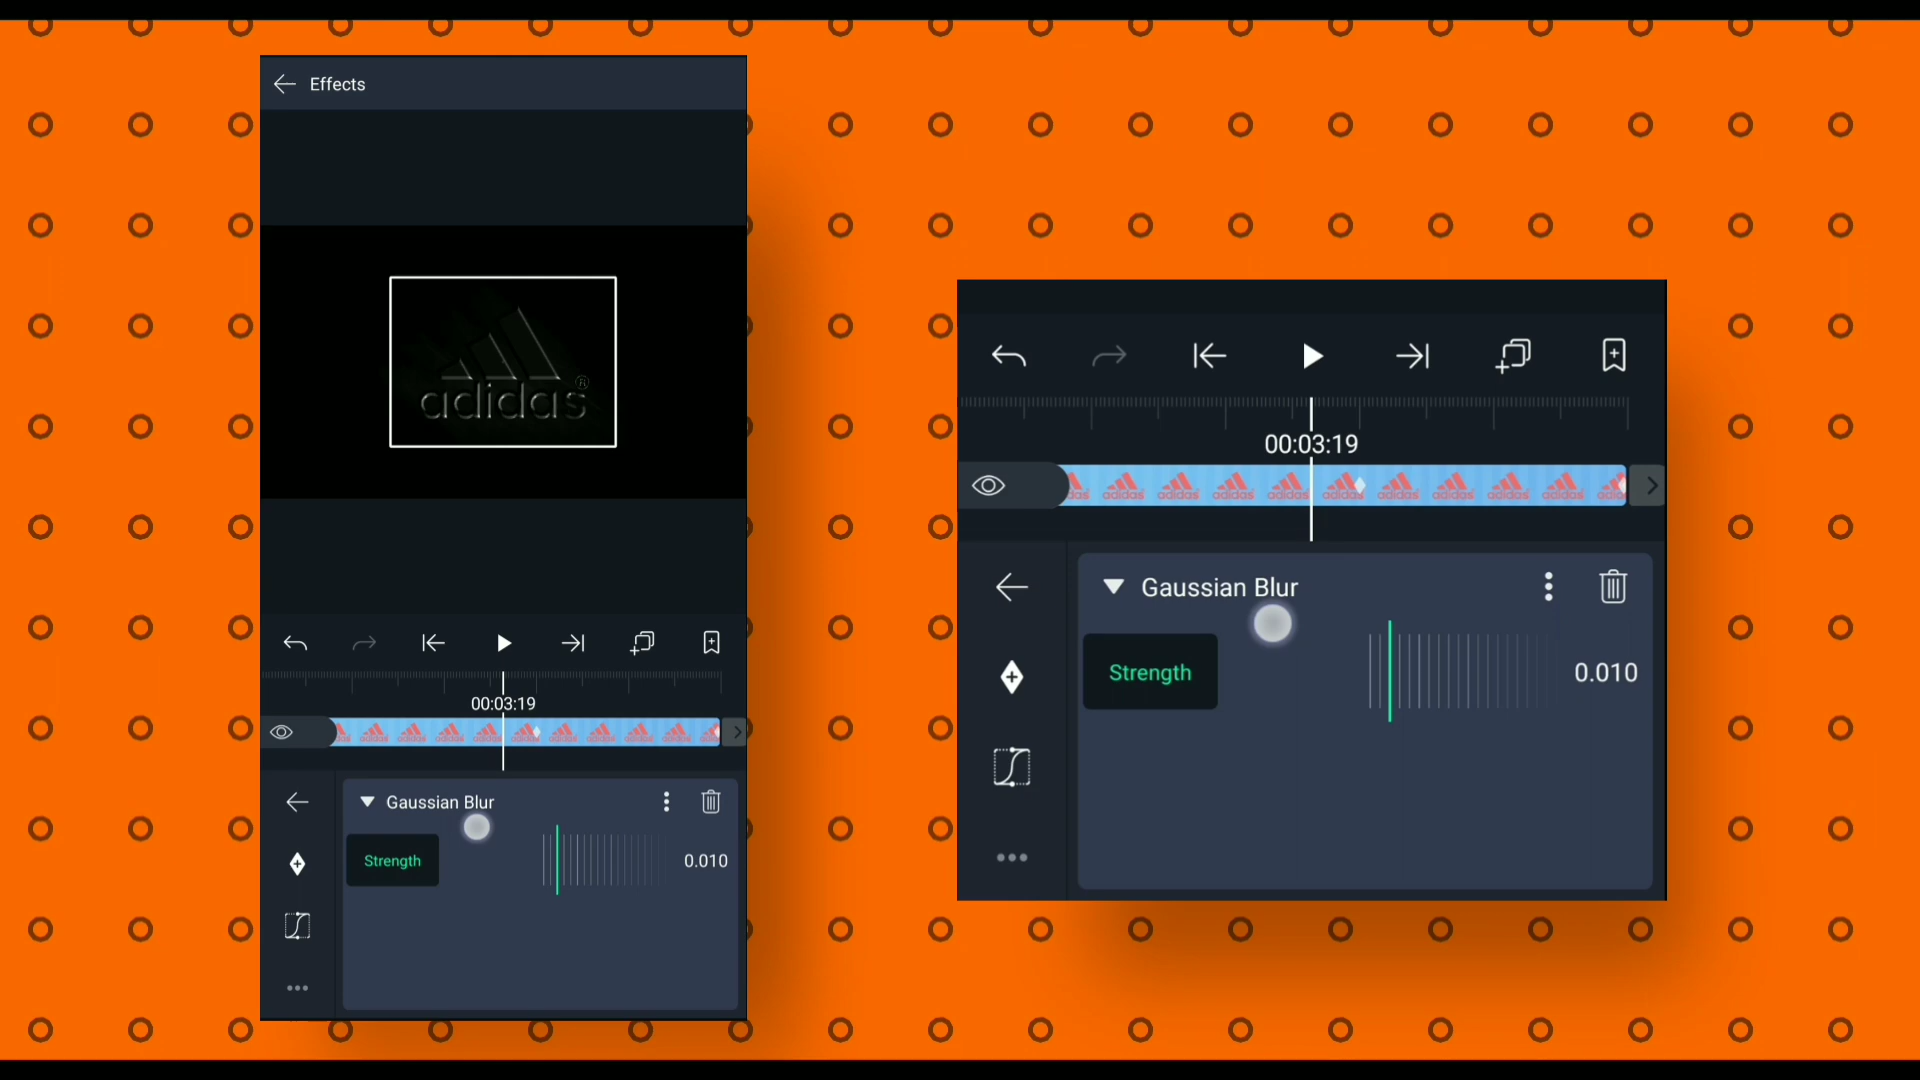 Effects
adidas®
00:03:19
Gaussian Blur
Strength
0.010
00:03:19
Gaussian Blur
Strength
0.010